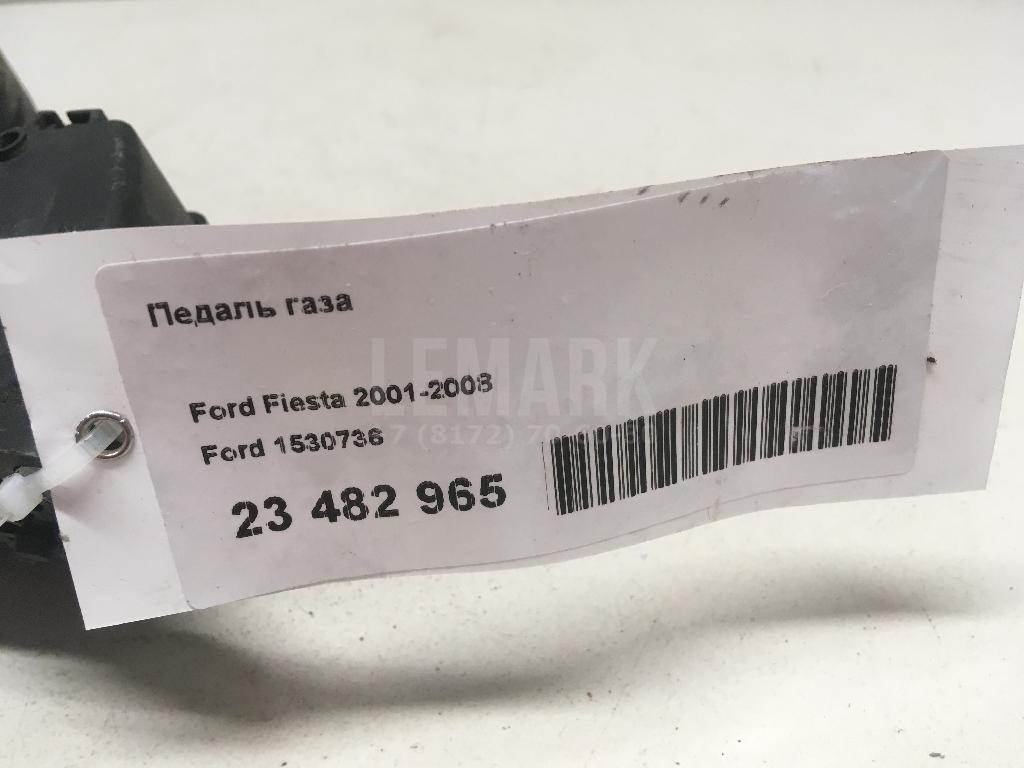 Педаль газа
LEMARK
Ford Fiesta 2001-2008
Ford 1530736
23 482 965